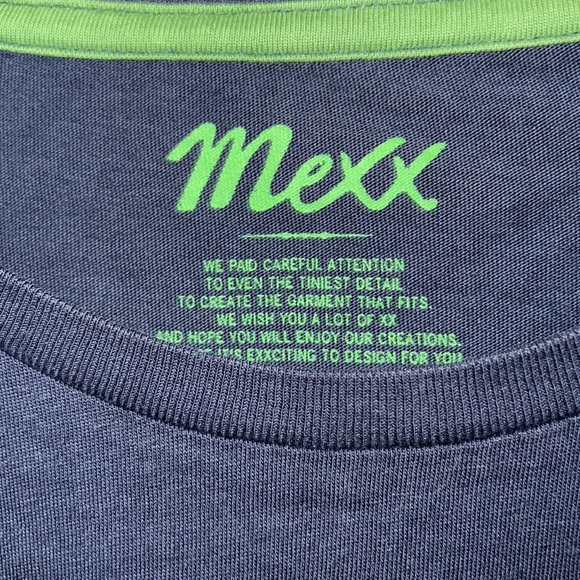 mexx
WE PAID CAREFUL ATTENTION
TO EVEN THE TINIEST DETAIL
TO CREATE THE GARMENT THAT FITS.
WE WISH YOU A LOT OF XX
AND HOPE YOU WILL ENJOY OUR CREATIONS.
IT'S EXXCITING TO DESIGN FOR YOU